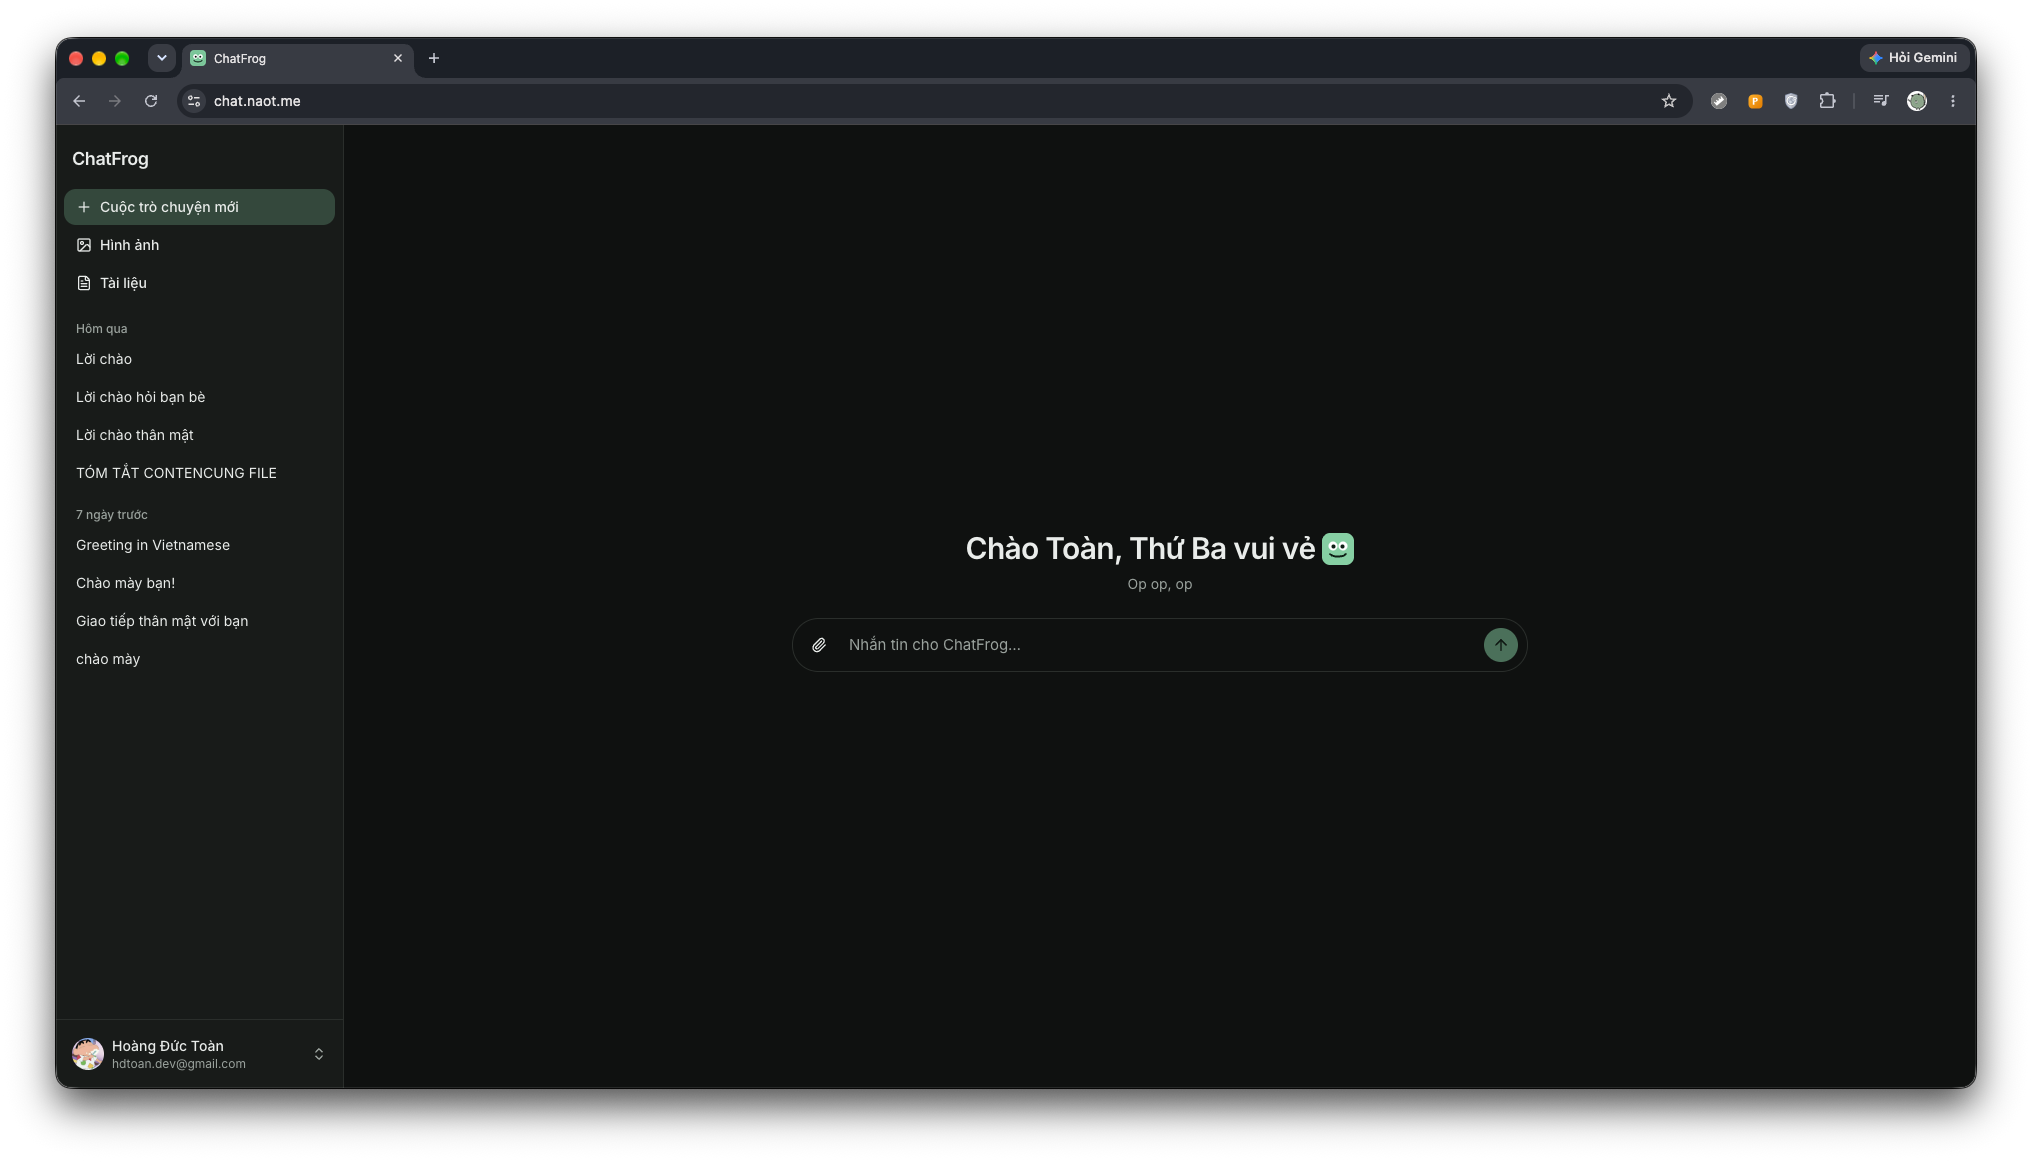 ChatFrog
Hỏi Gemini
chat.naot.me
P
ChatFrog
Cuộc trò chuyện mới
Hình ảnh
Tài liệu
Hôm qua
Lời chào
Lời chào hỏi bạn bè
Lời chào thân mật
TÓM TẮT CONTENCUNG FILE
7 ngày trước
Greeting in Vietnamese
Chào mày bạn!
Giao tiếp thân mật với bạn
chào mày
Hoàng Đức Toàn
hdtoan.dev@gmail.com
Chào Toàn, Thứ Ba vui vẻ
Op op, op
Nhắn tin cho ChatFrog...